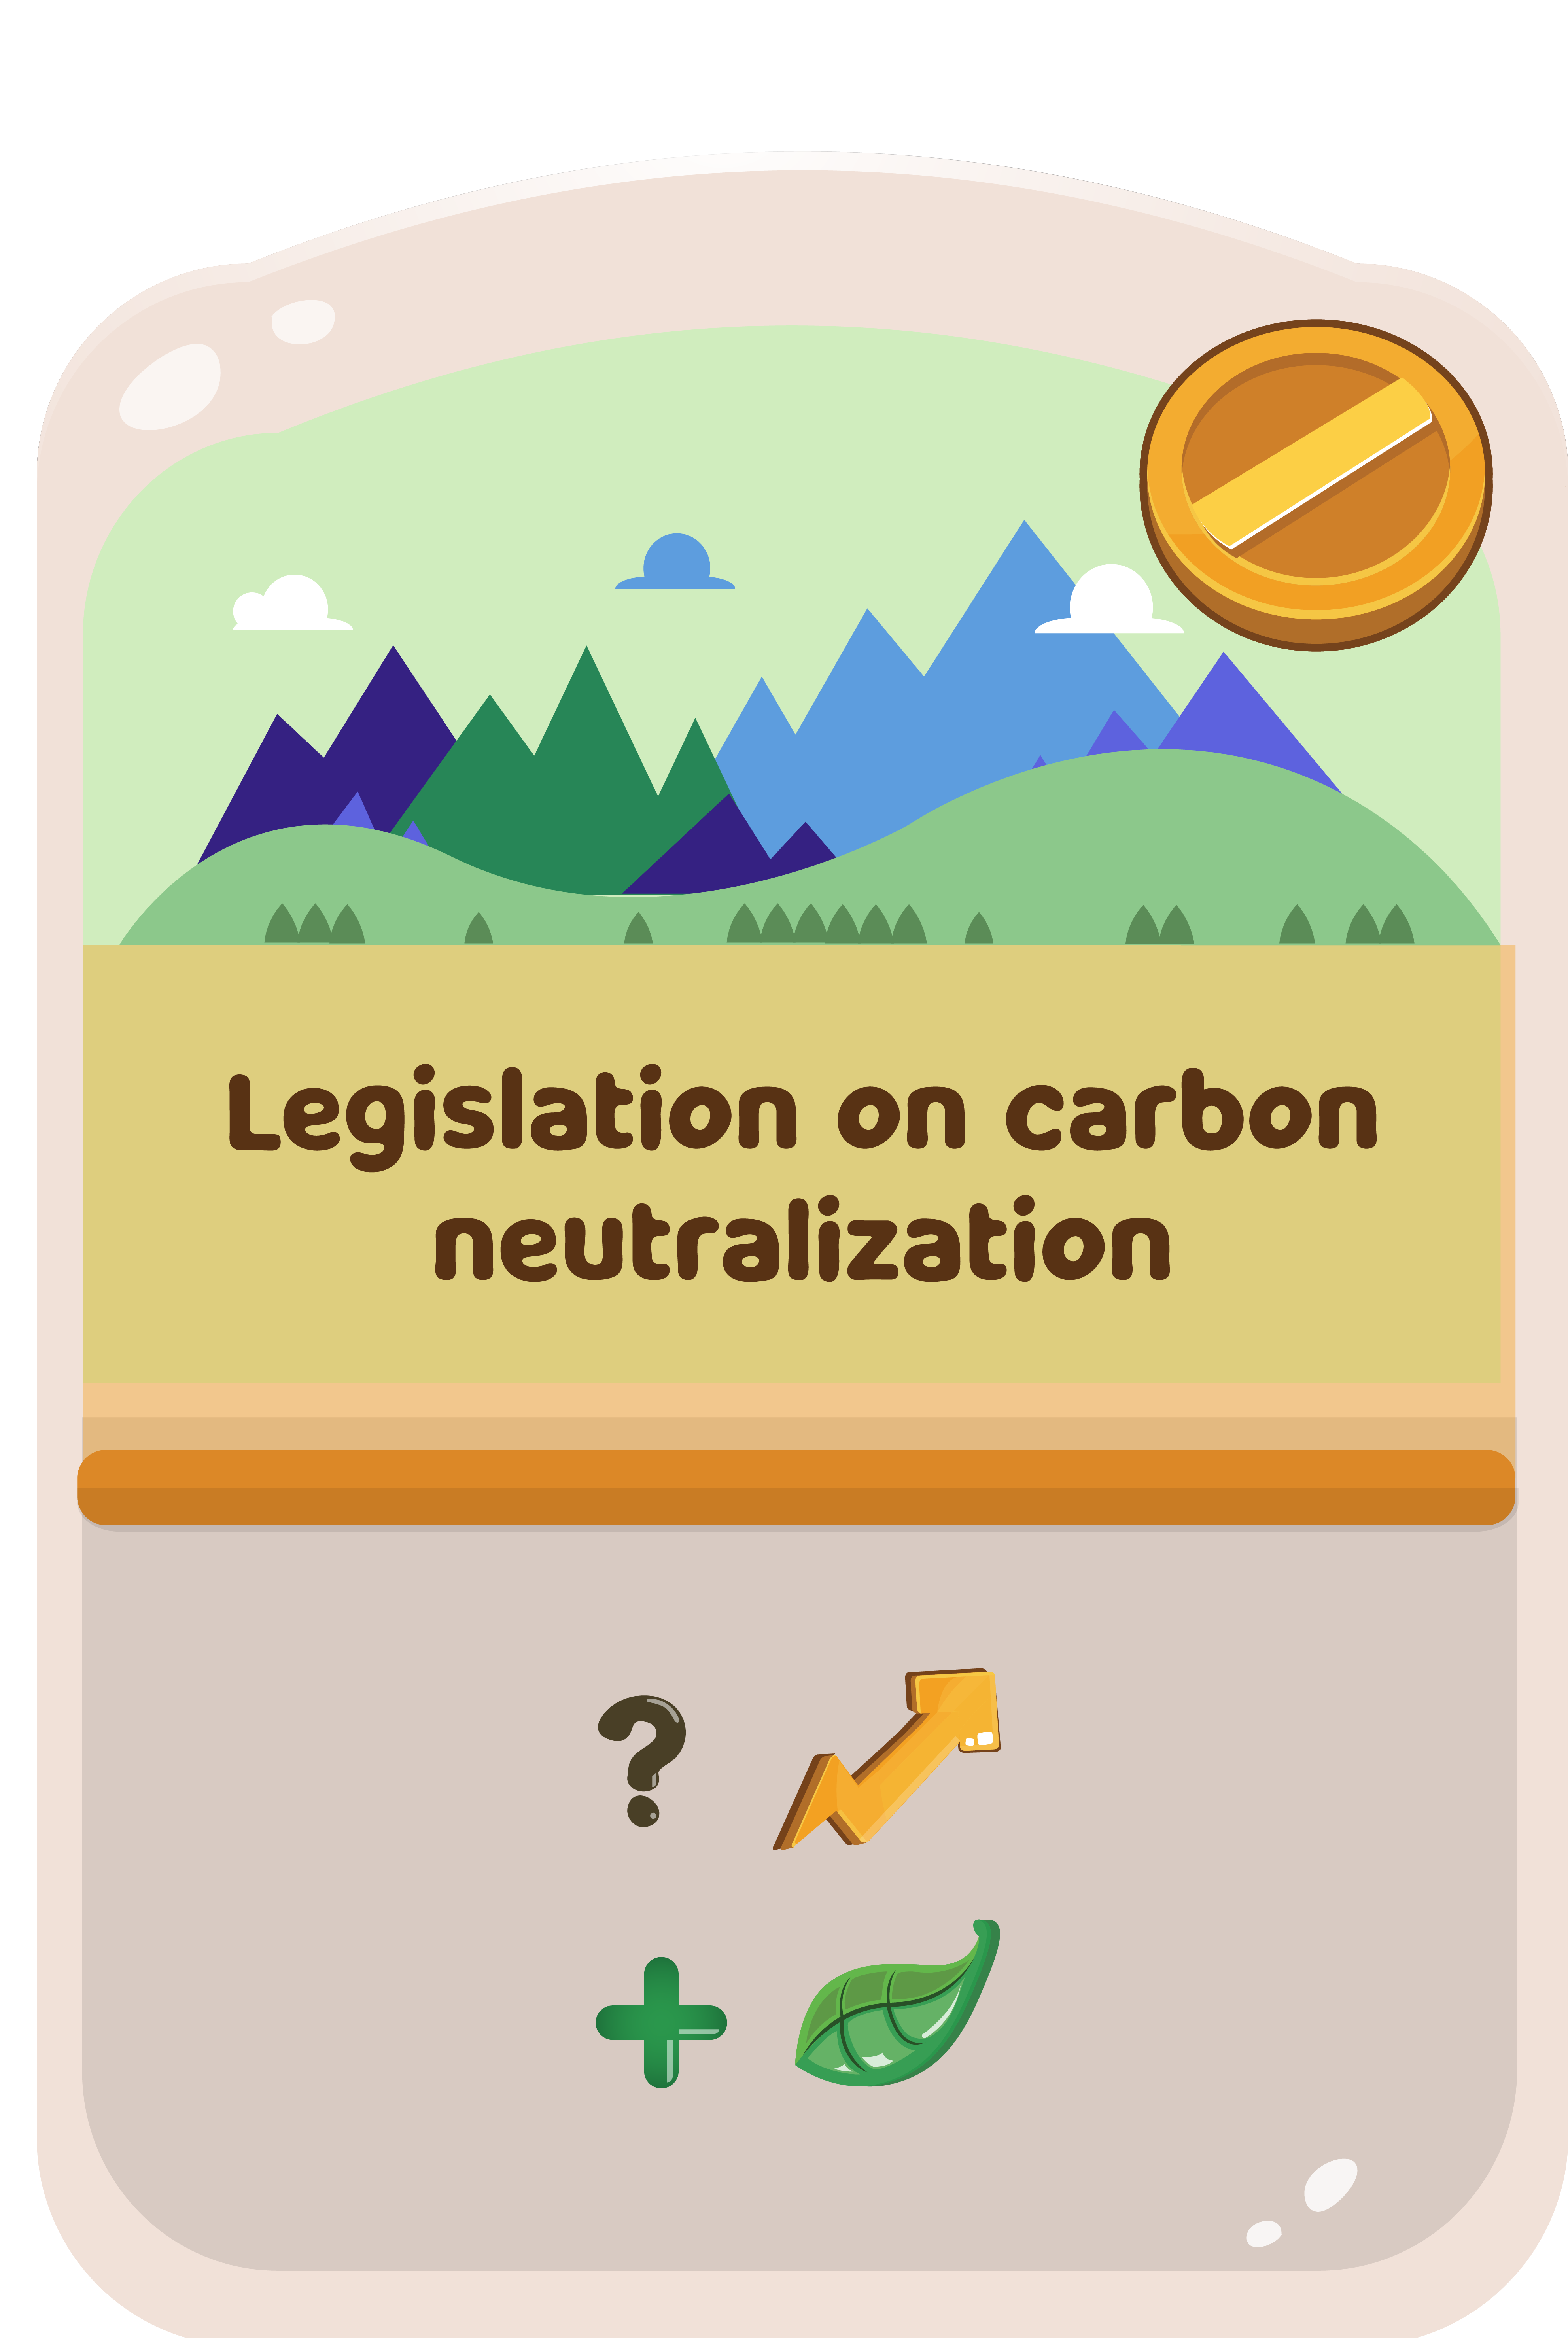 Legislation on carbon
neutralization
?
+